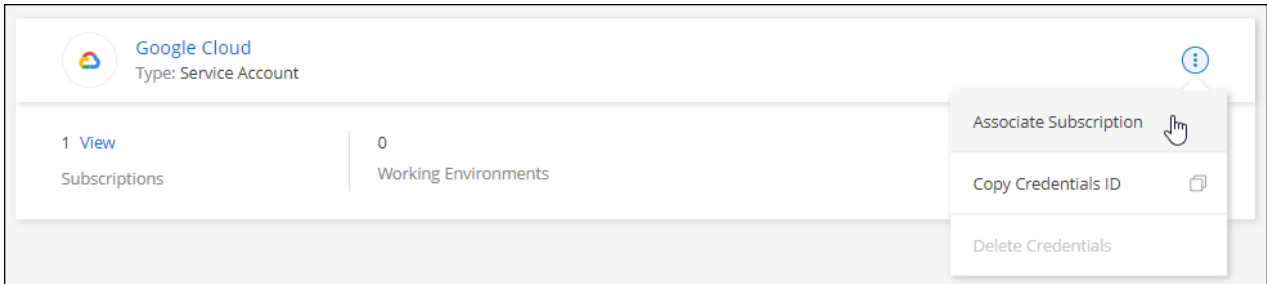 Google Cloud
Type: Service Account
Associate Subscription
1 View
0
Subscriptions
Working Environments
Copy Credentials ID
Delete Credentials